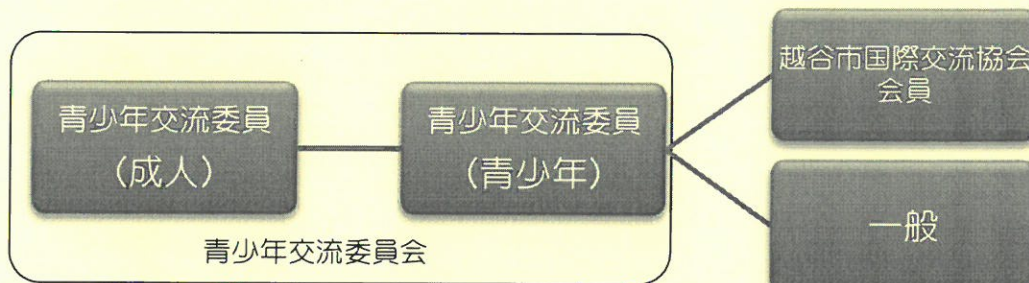 青少年交流委員
(成人)
青少年交流委員
(青少年)
青少年交流委員会
越谷市国際交流協会
会員
一般